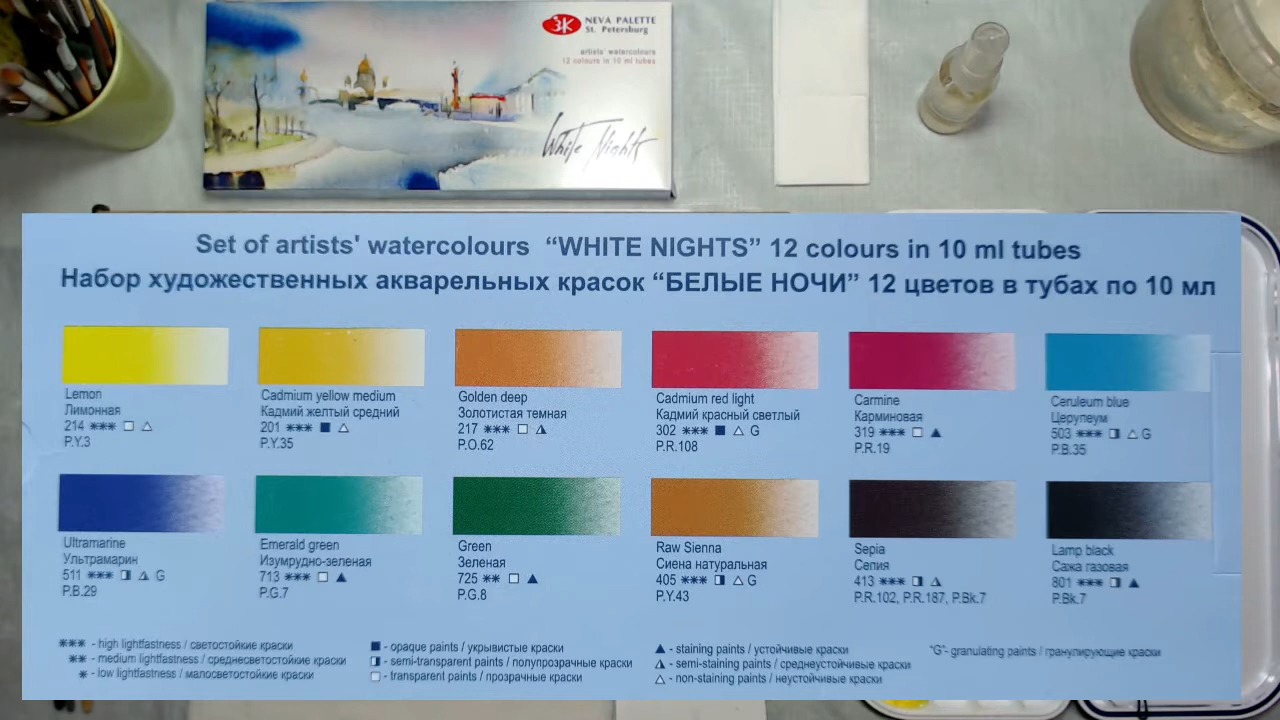 ЗК NEVA PALETTE
St. Petersburg
artists' watercolours
12 colours in 10 ml tubes
White Nights
Set of artists' watercolours “WHITE NIGHTS” 12 colours in 10 ml tubes
Набор художественных акварельных красок “БЕЛЫЕ НОЧИ” 12 цветов в тубах по 10 мл
Lemon
Лимонная
214 *** □ △
P.Y.3
Cadmium yellow medium
Кадмий желтый средний
201 *** ■ △
P.Y.35
Golden deep
Золотистая темная
217 *** □ ◮
P.O.62
Cadmium red light
Кадмий красный светлый
302 *** ■ △ G
P.R.108
Carmine
Карминовая
319 *** □ ▲
P.R.19
Ceruleum blue
Церулеум
503 *** ◨ △ G
P.B.35
Ultramarine
Ультрамарин
511 *** ◨ ◮ G
P.B.29
Emerald green
Изумрудно-зеленая
713 *** □ ▲
P.G.7
Green
Зеленая
725 ** □ ▲
P.G.8
Raw Sienna
Сиена натуральная
405 *** ◨ △ G
P.Y.43
Sepia
Сепия
413 *** ◨ ◮
P.R.102, P.R.187, P.Bk.7
Lamp black
Сажа газовая
801 *** ◨ ▲
P.Bk.7
*** - high lightfastness / светостойкие краски
** - medium lightfastness / среднесветостойкие краски
* - low lightfastness / малосветостойкие краски
■ - opaque paints / укрывистые краски
◨ - semi-transparent paints / полупрозрачные краски
□ - transparent paints / прозрачные краски
▲ - staining paints / устойчивые краски
◮ - semi-staining paints / среднеустойчивые краски
△ - non-staining paints / неустойчивые краски
"G"- granulating paints / гранулирующие краски